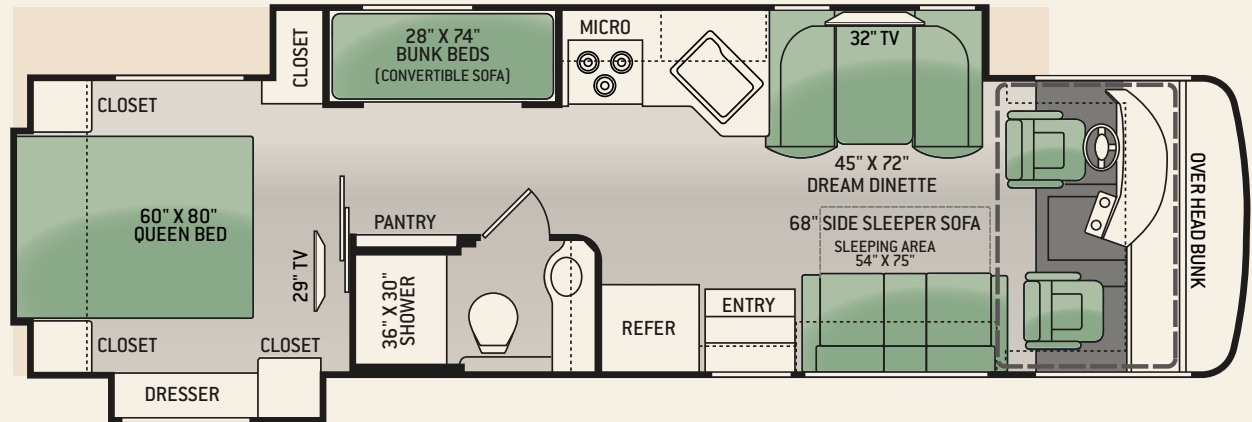 CLOSET
28" X 74"
BUNK BEDS
(CONVERTIBLE SOFA)
MICRO
32" TV
CLOSET
45" X 72"
DREAM DINETTE
60" X 80"
QUEEN BED
29" TV
PANTRY
36" X 30"
SHOWER
68" SIDE SLEEPER SOFA
SLEEPING AREA
54" X 75"
OVER HEAD BUNK
REFER
ENTRY
CLOSET
CLOSET
DRESSER